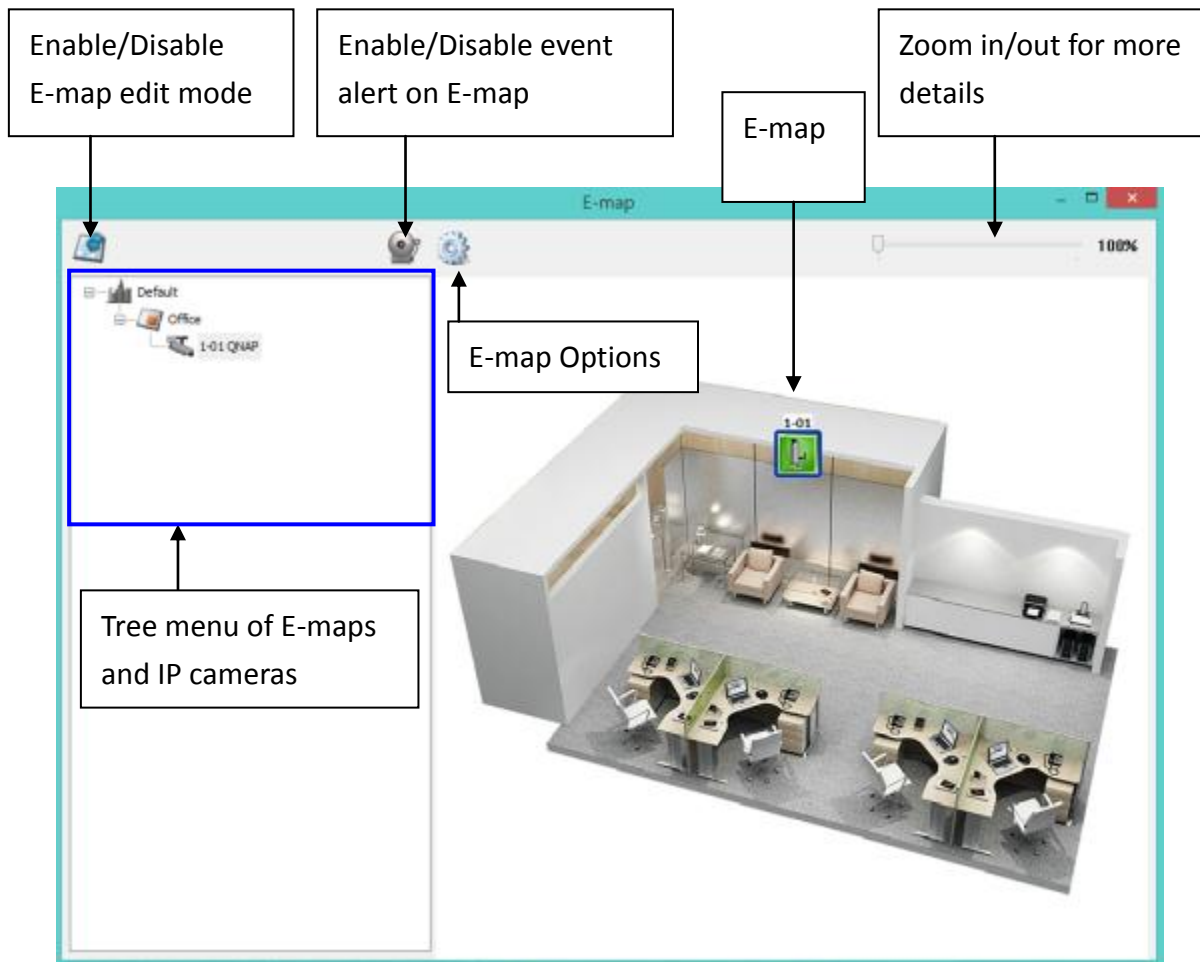 Enable/Disable
E-map edit mode
Enable/Disable event
alert on E-map
E-map
Zoom in/out for more
details
E-map
100%
Default
Office
1-01 QNAP
E-map Options
1-01
Tree menu of E-maps
and IP cameras